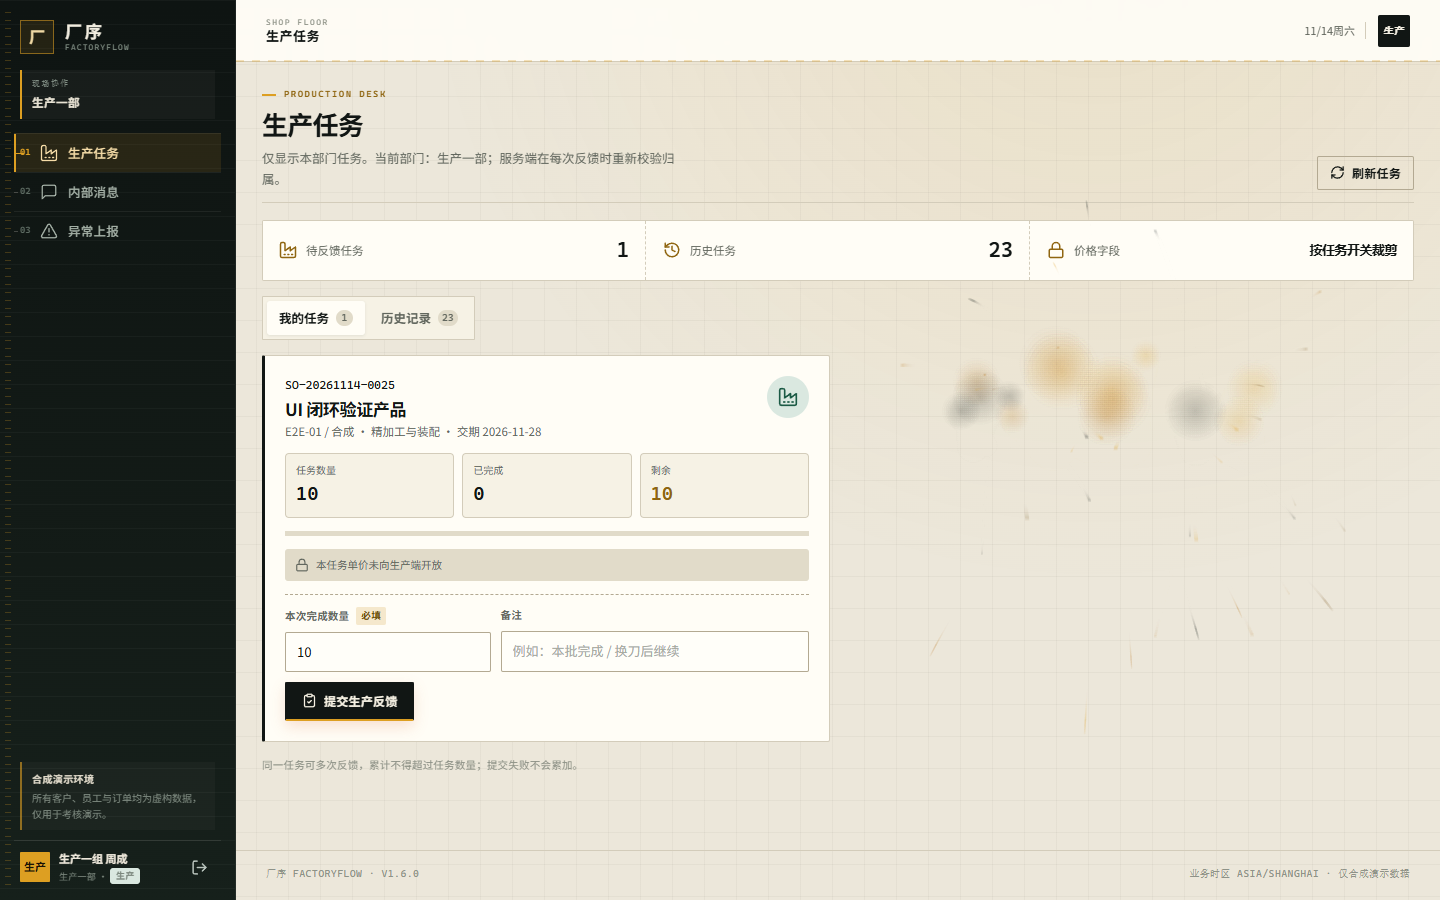 厂
厂序
FACTORYFLOW
现场协作
生产一部
01
生产任务
02
内部消息
03
异常上报
合成演示环境
所有客户、员工与订单均为虚构数据，
仅用于考核演示。
生产
生产一组 周成
生产一部 · 生产
SHOP FLOOR
生产任务
11/14周六
生产
PRODUCTION DESK
生产任务
仅显示本部门任务。当前部门：生产一部；服务端在每次反馈时重新校验归
属。
刷新任务
待反馈任务
1
历史任务
23
价格字段
按任务开关裁剪
我的任务 1
历史记录 23
SO-20261114-0025
UI 闭环验证产品
E2E-01 / 合成 • 精加工与装配 • 交期 2026-11-28
任务数量
10
已完成
0
剩余
10
本任务单价未向生产端开放
本次完成数量 必填
10
备注
例如：本批完成 / 换刀后继续
提交生产反馈
同一任务可多次反馈，累计不得超过任务数量；提交失败不会累加。
厂序 FACTORYFLOW · V1.6.0
业务时区 ASIA/SHANGHAI · 仅合成演示数据